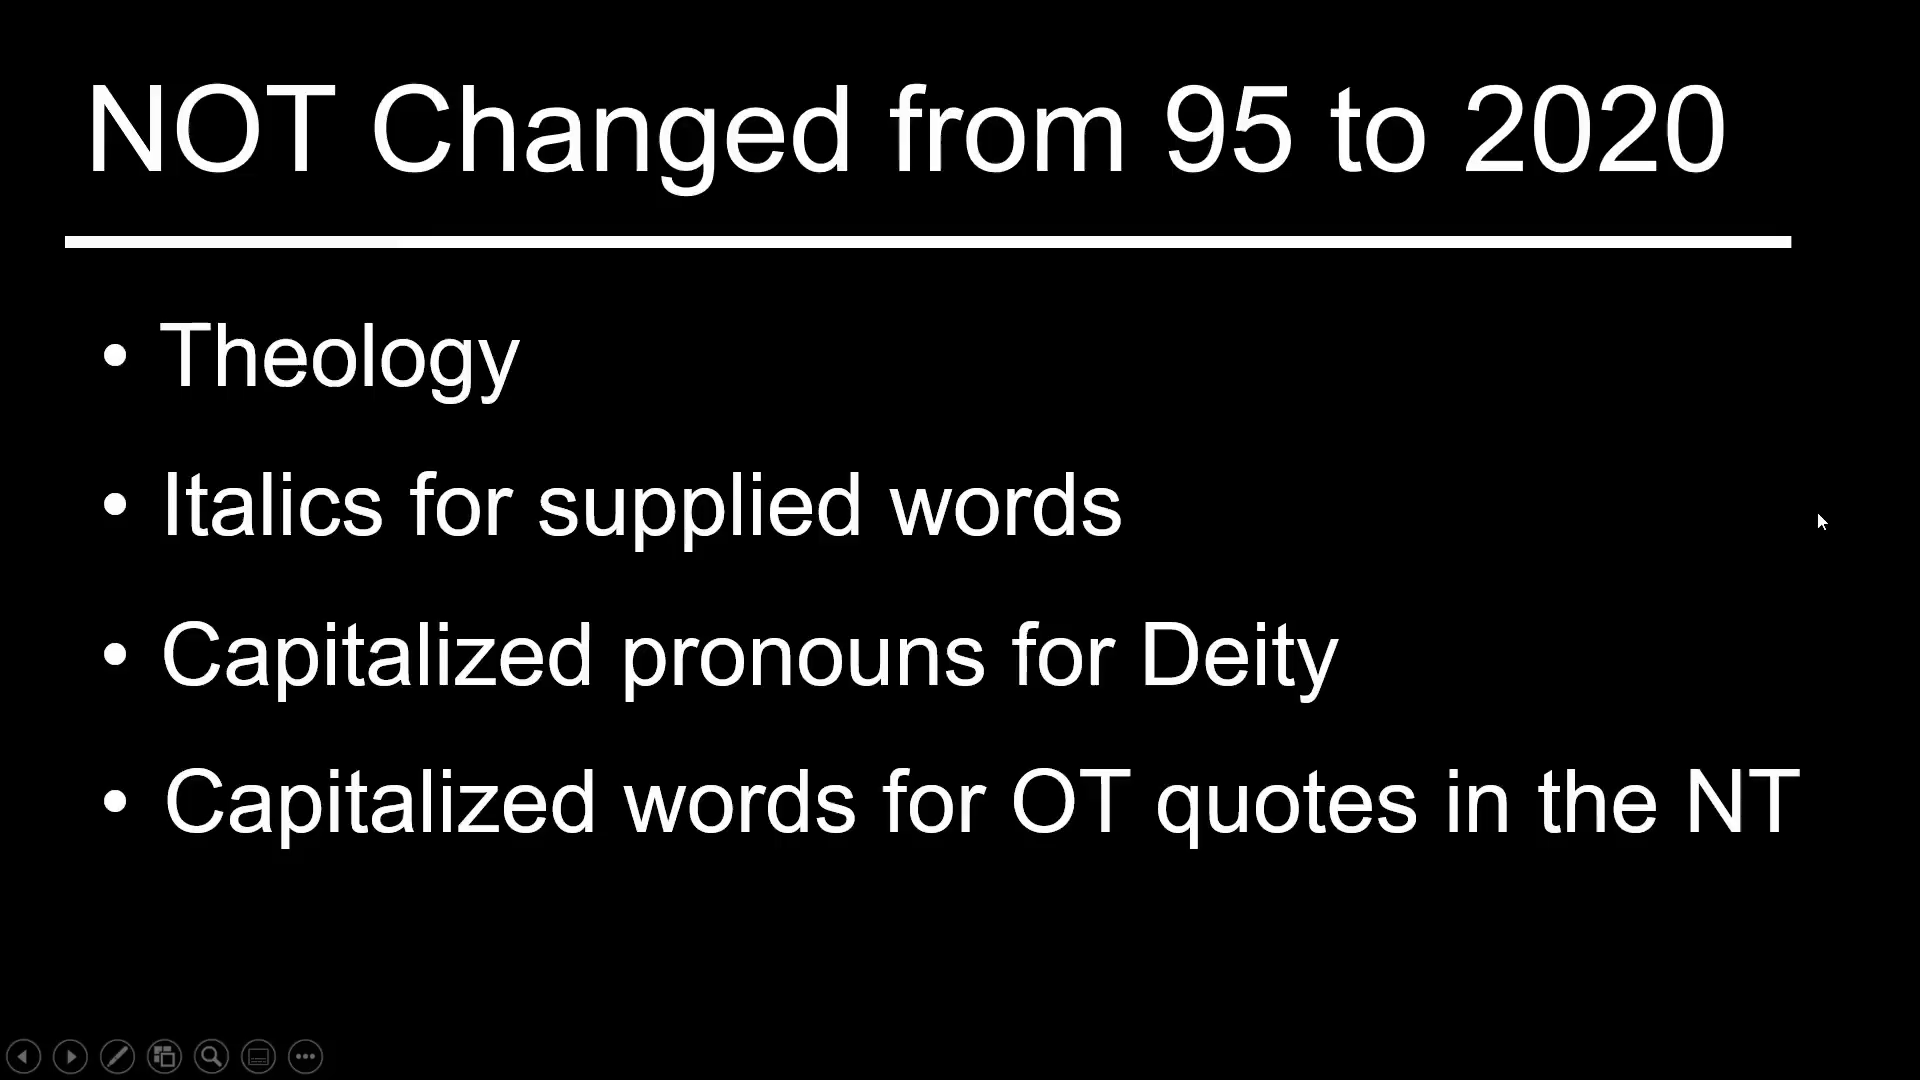 NOT Changed from 95 to 2020
• Theology
• Italics for supplied words
• Capitalized pronouns for Deity
• Capitalized words for OT quotes in the NT